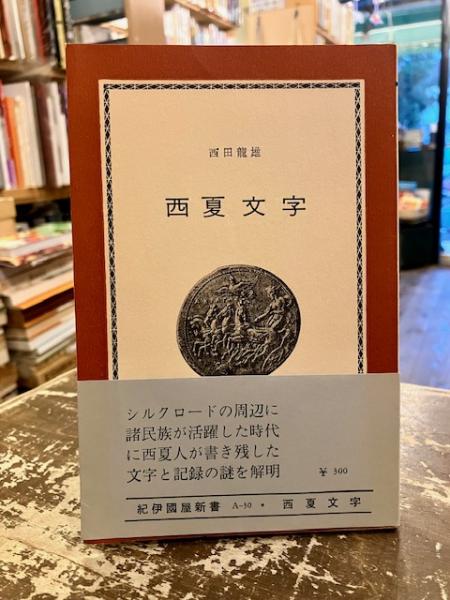 西田龍雄
西夏文字
シルクロードの周辺に
諸民族が活躍した時代
に西夏人が書き残した
文字と記録の謎を解明
¥ 300
紀伊國屋新書 A-30 * 西夏文字